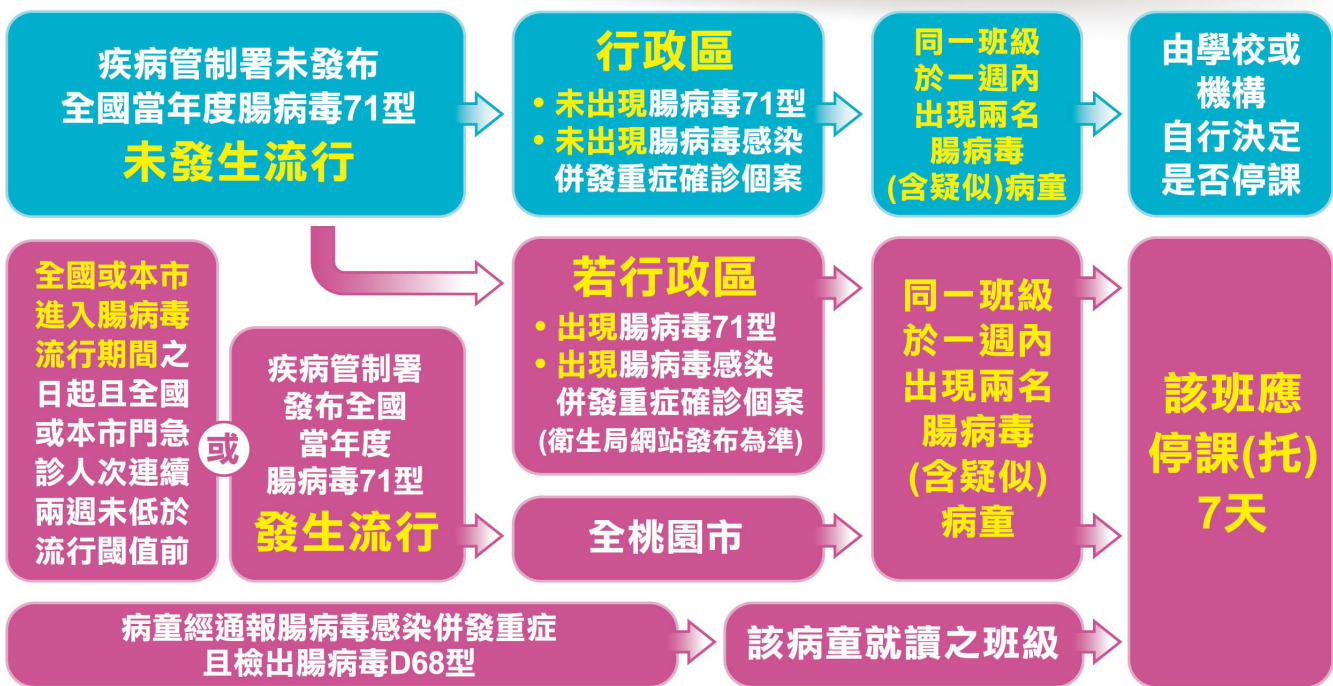 疾病管制署未發布
全國當年度腸病毒71型
未發生流行
行政區
• 未出現腸病毒71型
• 未出現腸病毒感染
併發重症確診個案
同一班級
於一週內
出現兩名
腸病毒
(含疑似)病童
由學校或
機構
自行決定
是否停課
全國或本市
進入腸病毒
流行期間之
日起且全國
或本市門急
診人次連續
兩週未低於
流行閾值前
或
疾病管制署
發布全國
當年度
腸病毒71型
發生流行
若行政區
• 出現腸病毒71型
• 出現腸病毒感染
併發重症確診個案
(衛生局網站發布為準)
全桃園市
同一班級
於一週內
出現兩名
腸病毒
(含疑似)
病童
該班應
停課(托)
7天
病童經通報腸病毒感染併發重症
且檢出腸病毒D68型
該病童就讀之班級